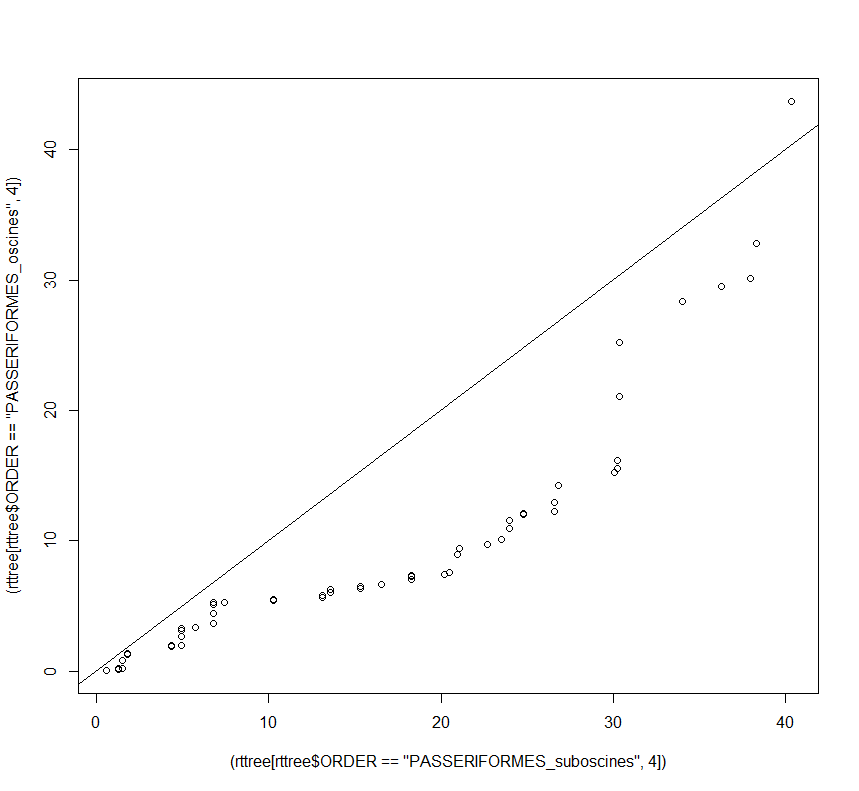 (rttree[rttree$ORDER == "PASSERIFORMES_oscines", 4])
40
30
20
10
0
0 10 20 30 40
(rttree[rttree$ORDER == "PASSERIFORMES_suboscines", 4])